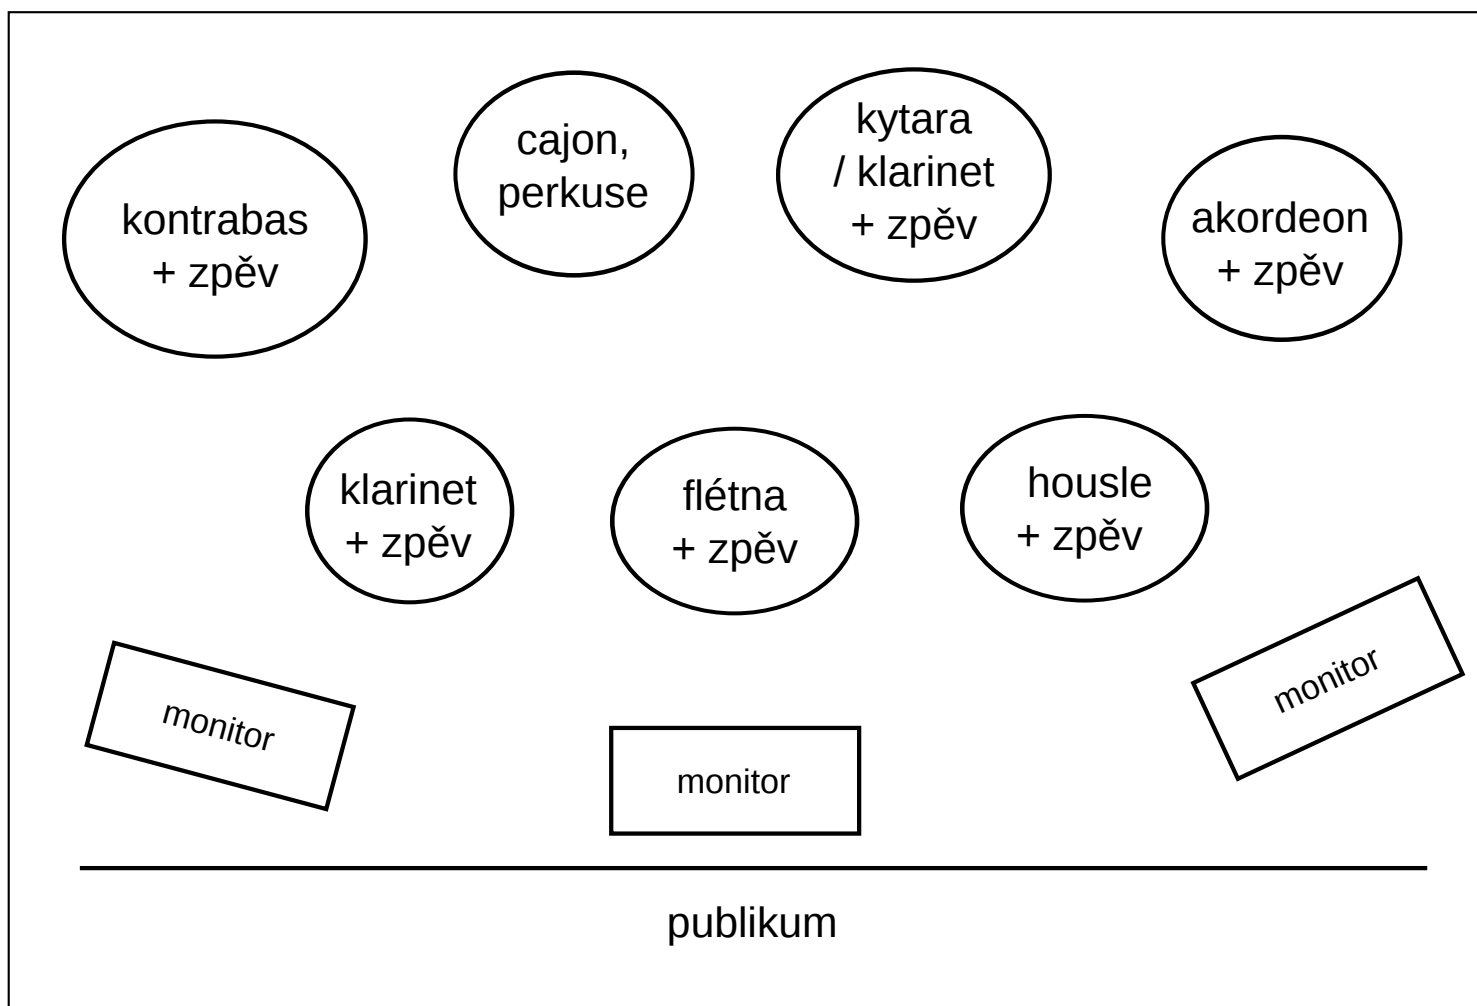 kontrabas
+ zpěv
cajon,
perkuse
kytara
/ klarinet
+ zpěv
akordeon
+ zpěv
klarinet
+ zpěv
flétna
+ zpěv
housle
+ zpěv
monitor
monitor
monitor
publikum